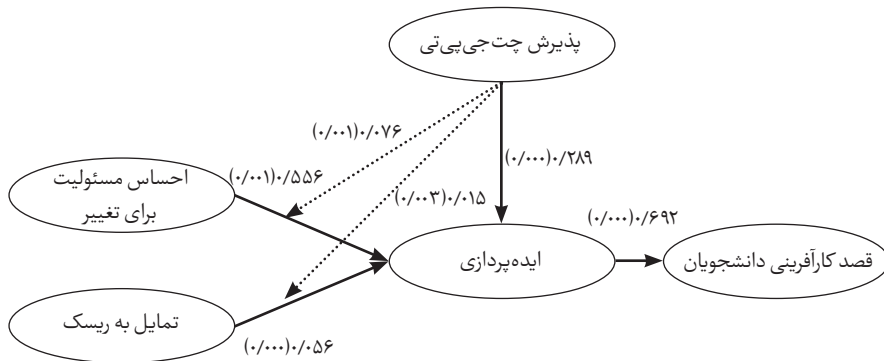 پذیرش چت‌جی‌پی‌تی
(۰/۰۰۱)۰/۰۷۶
(۰/۰۰۰)۰/۲۸۹
احساس مسئولیت
برای تغییر
(۰/۰۰۱)۰/۵۵۶
(۰/۰۰۳)۰/۰۱۵
(۰/۰۰۰)۰/۶۹۲
ایده‌پردازی
قصد کارآفرینی دانشجویان
تمایل به ریسک
(۰/۰۰۰)۰/۰۵۶